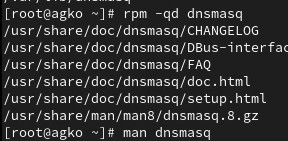 [root@agko ~]# rpm -qd dnsmasq
/usr/share/doc/dnsmasq/CHANGELOG
/usr/share/doc/dnsmasq/DBus-interfac
/usr/share/doc/dnsmasq/FAQ
/usr/share/doc/dnsmasq/doc.html
/usr/share/doc/dnsmasq/setup.html
/usr/share/man/man8/dnsmasq.8.gz
[root@agko ~]# man dnsmasq